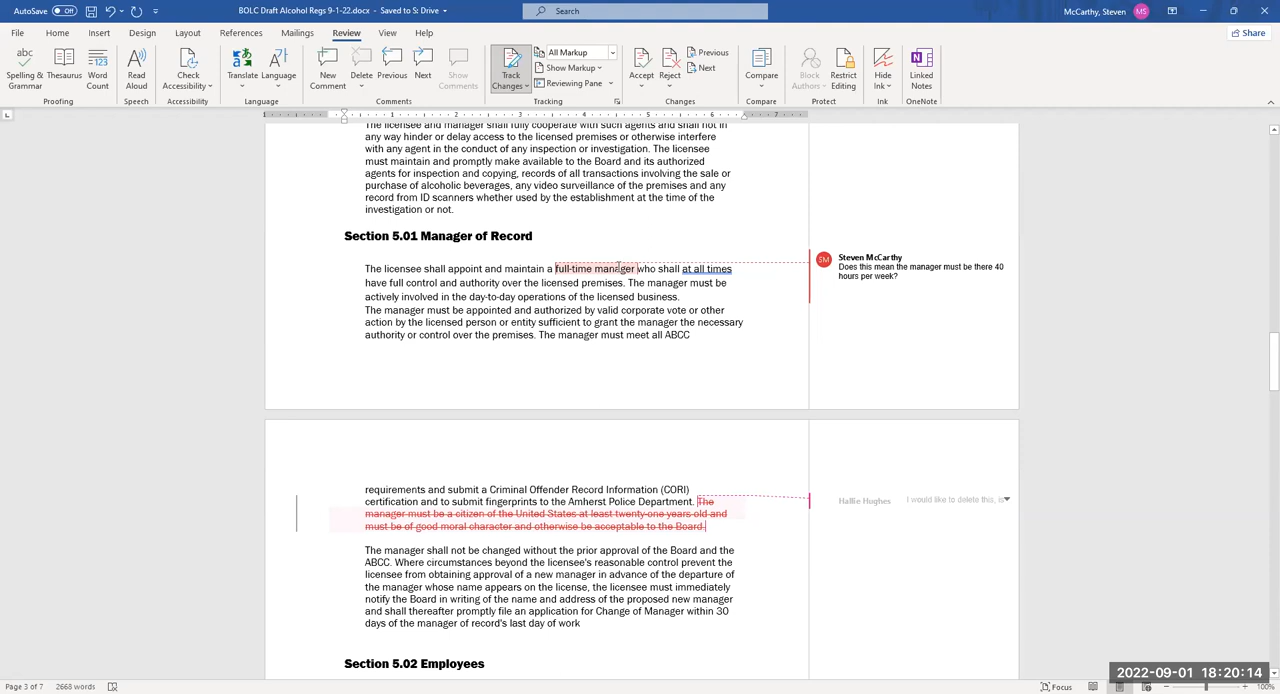 AutoSave Off BOLC Draft Alcohol Regs 9-1-22.docx - Saved to S: Drive Search McCarthy, Steven MS
File Home Insert Draw Design Layout References Mailings Review View Help Share
Spelling & Grammar Thesaurus Word Count Read Aloud Check Accessibility Translate Language New Comment Delete Previous Next Show Comments Track Changes All Markup Show Markup Reviewing Pane Accept Reject Previous Next Compare Block Authors Restrict Editing Hide Ink Linked Notes
Proofing Speech Accessibility Language Comments Tracking Changes Compare Protect Ink OneNote
1 1 2 3 4 5 6 7
The licensee and manager shall fully cooperate with such agents and shall not in
any way hinder or delay access to the licensed premises or otherwise interfere
with any agent in the conduct of any inspection or investigation. The licensee
must maintain and promptly make available to the Board and its authorized
agents for inspection and copying, records of all transactions involving the sale or
purchase of alcoholic beverages, any video surveillance of the premises and any
record from ID scanners whether used by the establishment at the time of the
investigation or not.
Section 5.01 Manager of Record
The licensee shall appoint and maintain a full-time manager who shall at all times
have full control and authority over the licensed premises. The manager must be
actively involved in the day-to-day operations of the licensed business.
The manager must be appointed and authorized by valid corporate vote or other
action by the licensed person or entity sufficient to grant the manager the necessary
authority or control over the premises. The manager must meet all ABCC
SM Steven McCarthy
Does this mean the manager must be there 40
hours per week?
requirements and submit a Criminal Offender Record Information (CORI)
certification and to submit fingerprints to the Amherst Police Department. The
manager must be a citizen of the United States at least twenty-one years old and
must be of good moral character and otherwise be acceptable to the Board.
Hallie Hughes I would like to delete this, is
The manager shall not be changed without the prior approval of the Board and the
ABCC. Where circumstances beyond the licensee's reasonable control prevent the
licensee from obtaining approval of a new manager in advance of the departure of
the manager whose name appears on the license, the licensee must immediately
notify the Board in writing of the name and address of the proposed new manager
and shall thereafter promptly file an application for Change of Manager within 30
days of the manager of record's last day of work
Section 5.02 Employees
2022-09-01 18:20:14
Page 3 of 7 2668 words Focus 100%